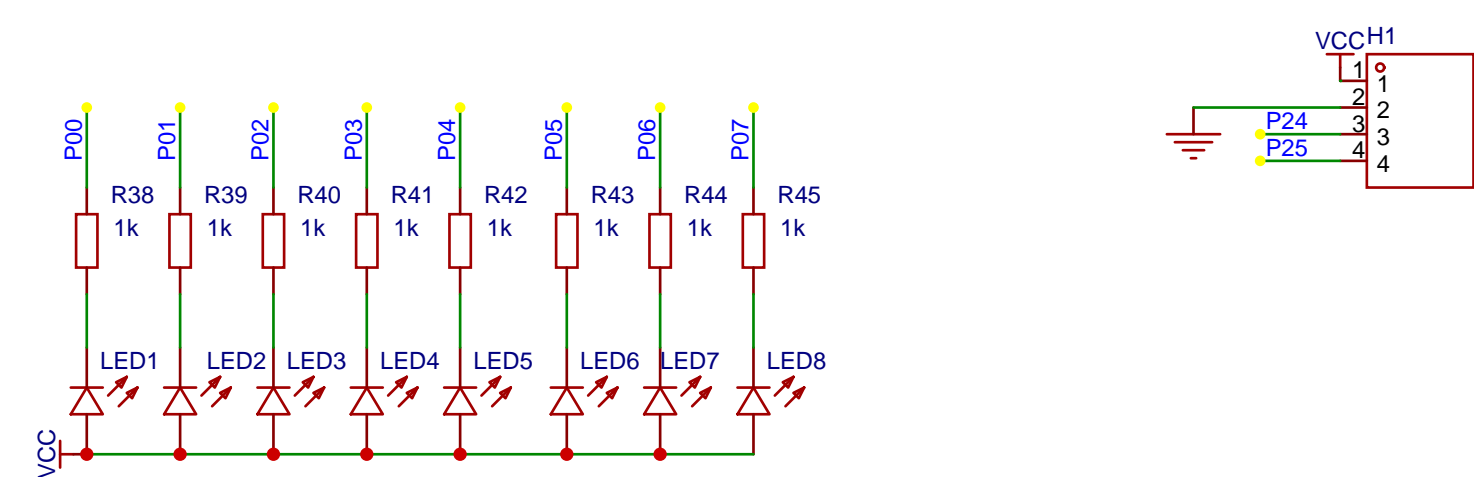 VCC H1
1 1
2 2
P24 3 3
P25 4 4
P00 P01 P02 P03 P04 P05 P06 P07
R38 R39 R40 R41 R42 R43 R44 R45
1k 1k 1k 1k 1k 1k 1k 1k
LED1 LED2 LED3 LED4 LED5 LED6 LED7 LED8
VCC